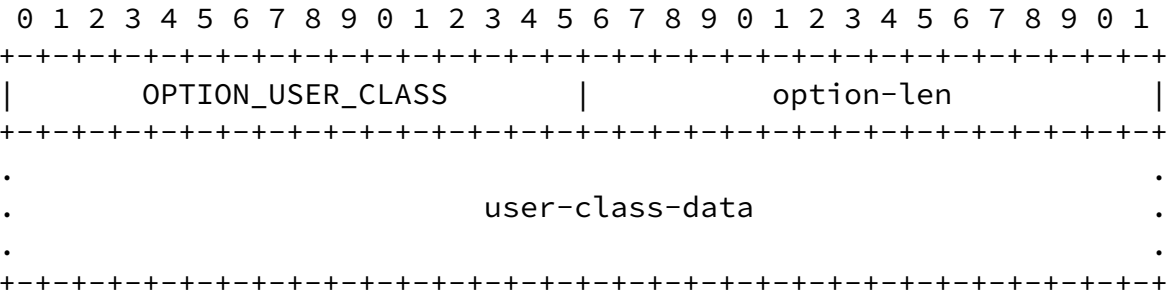 0 1 2 3 4 5 6 7 8 9 0 1 2 3 4 5 6 7 8 9 0 1 2 3 4 5 6 7 8 9 0 1
+-+-+-+-+-+-+-+-+-+-+-+-+-+-+-+-+-+-+-+-+-+-+-+-+-+-+-+-+-+-+-+-+
|       OPTION_USER_CLASS       |          option-len           |
+-+-+-+-+-+-+-+-+-+-+-+-+-+-+-+-+-+-+-+-+-+-+-+-+-+-+-+-+-+-+-+-+
.                                                               .
.                          user-class-data                      .
.                                                               .
+-+-+-+-+-+-+-+-+-+-+-+-+-+-+-+-+-+-+-+-+-+-+-+-+-+-+-+-+-+-+-+-+